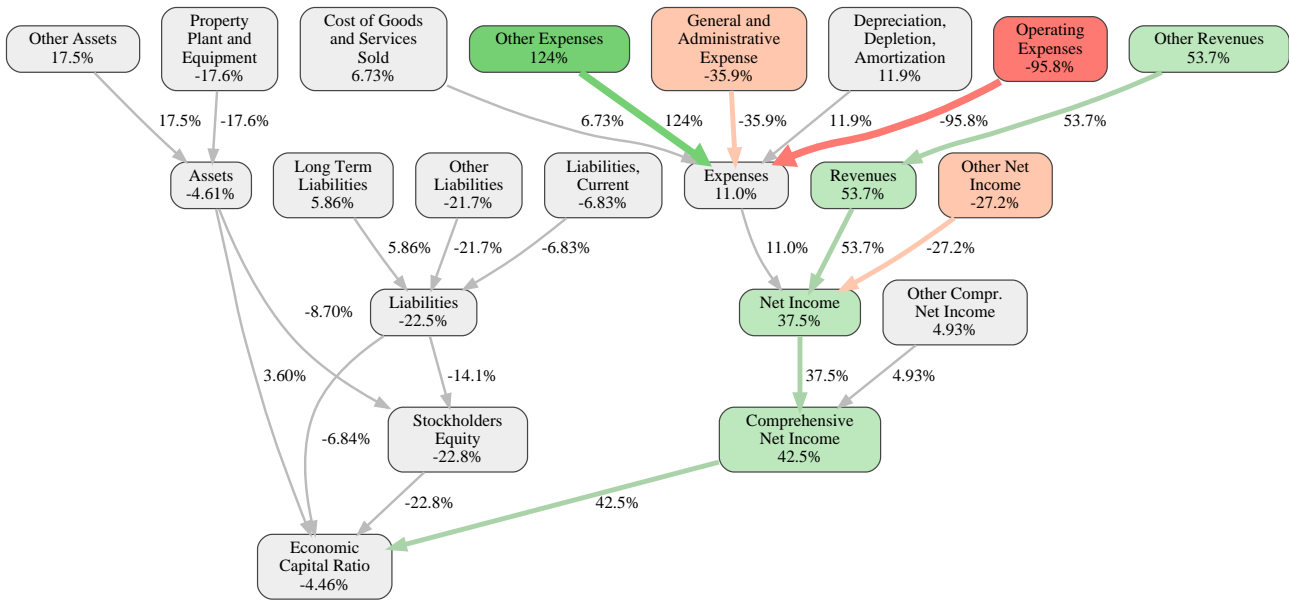 Other Assets
17.5%
Property
Plant and
Equipment
-17.6%
Cost of Goods
and Services
Sold
6.73%
Other Expenses
124%
General and
Administrative
Expense
-35.9%
Depreciation,
Depletion,
Amortization
11.9%
Operating
Expenses
-95.8%
Other Revenues
53.7%
17.5%
-17.6%
6.73%
124%
-35.9%
11.9%
-95.8%
53.7%
Assets
-4.61%
Long Term
Liabilities
5.86%
Other
Liabilities
-21.7%
Liabilities,
Current
-6.83%
Expenses
11.0%
Revenues
53.7%
Other Net
Income
-27.2%
5.86%
-21.7%
-6.83%
11.0%
53.7%
-27.2%
-8.70%
Liabilities
-22.5%
Net Income
37.5%
Other Compr.
Net Income
4.93%
3.60%
-14.1%
37.5%
4.93%
-6.84%
Stockholders
Equity
-22.8%
Comprehensive
Net Income
42.5%
-22.8%
42.5%
Economic
Capital Ratio
-4.46%